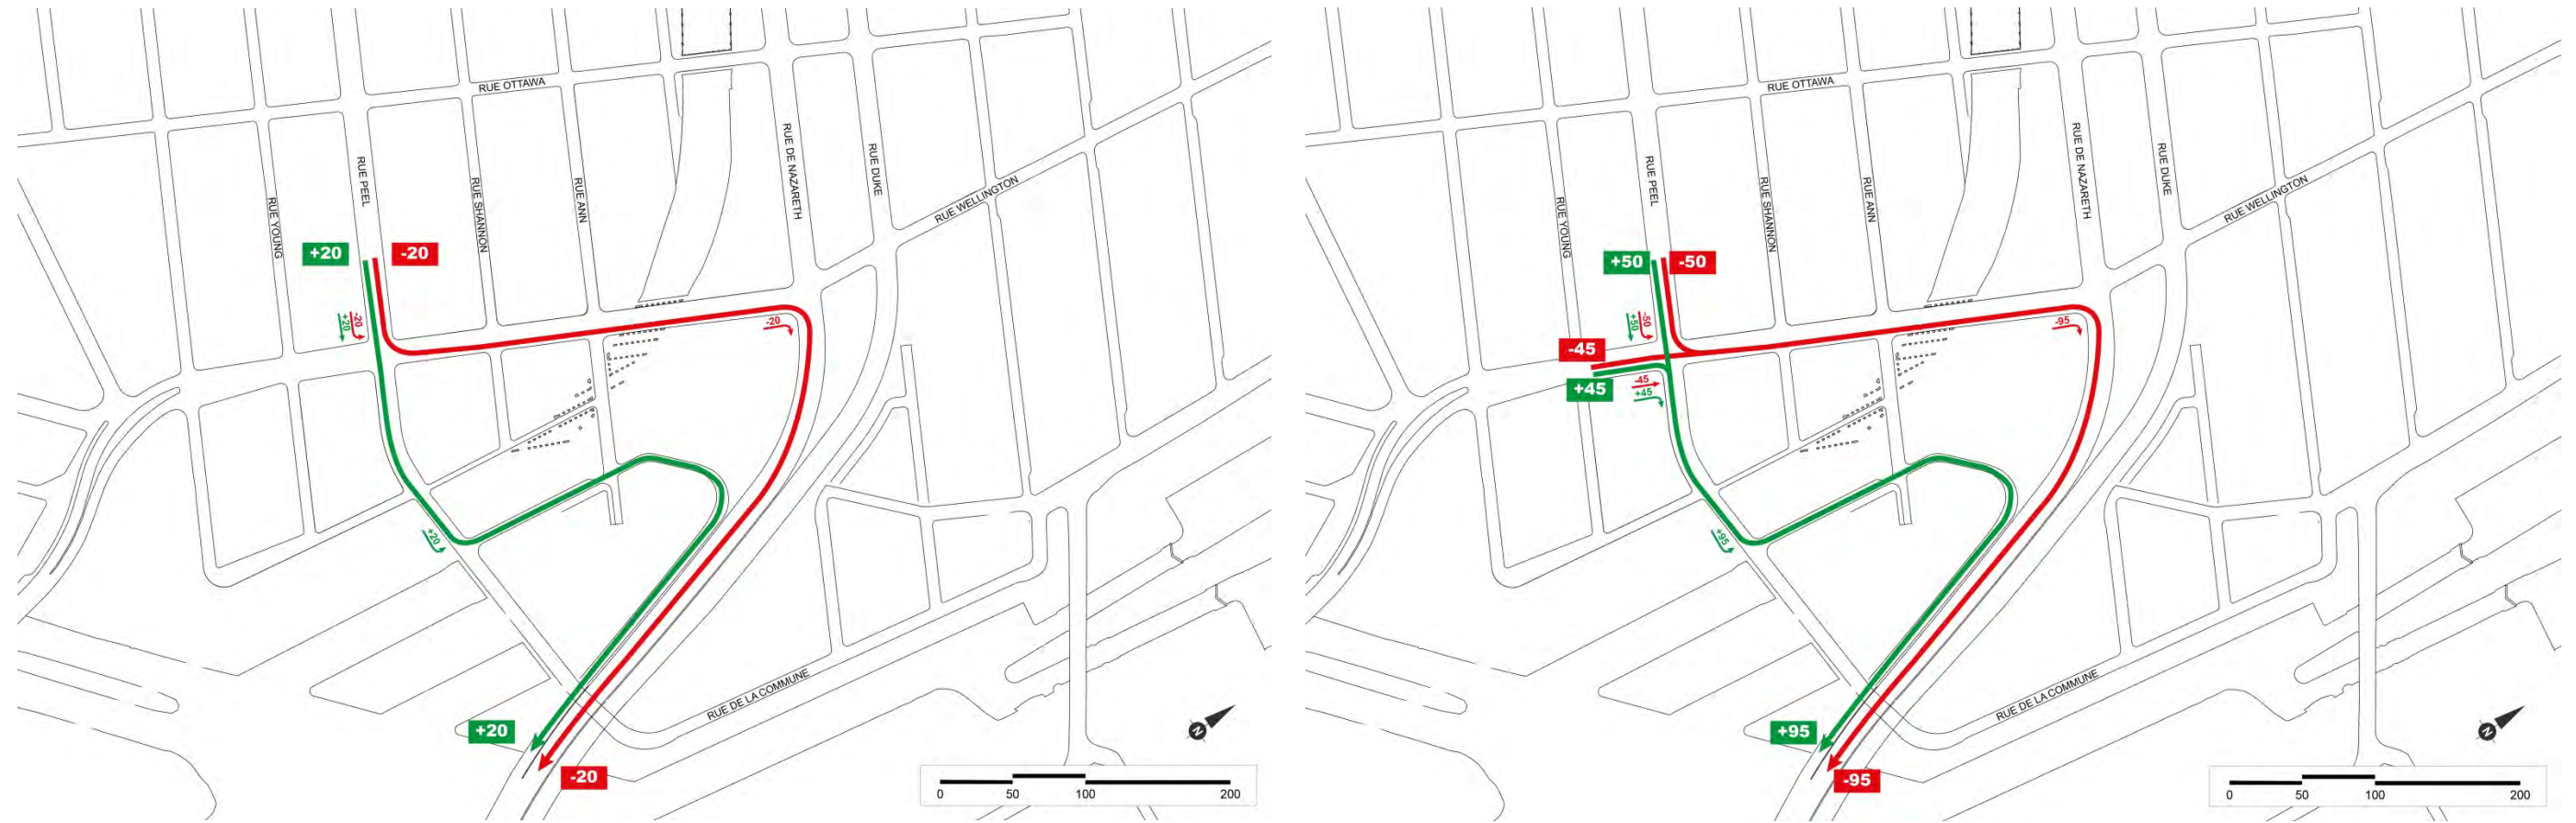 RUE OTTAWA
RUE PEEL
RUE YOUNG
RUE SHANNON
RUE ANN
RUE DE NAZARETH
RUE DUKE
RUE WELLINGTON
+20
-20
+20
-20
-20
+20
+20
-20
RUE DE LA COMMUNE
N
0 50 100 200
RUE OTTAWA
RUE PEEL
RUE YOUNG
RUE SHANNON
RUE ANN
RUE DE NAZARETH
RUE DUKE
RUE WELLINGTON
+50
-50
+50
-50
-95
-45
+45
-45
+45
+95
+95
-95
RUE DE LA COMMUNE
N
0 50 100 200